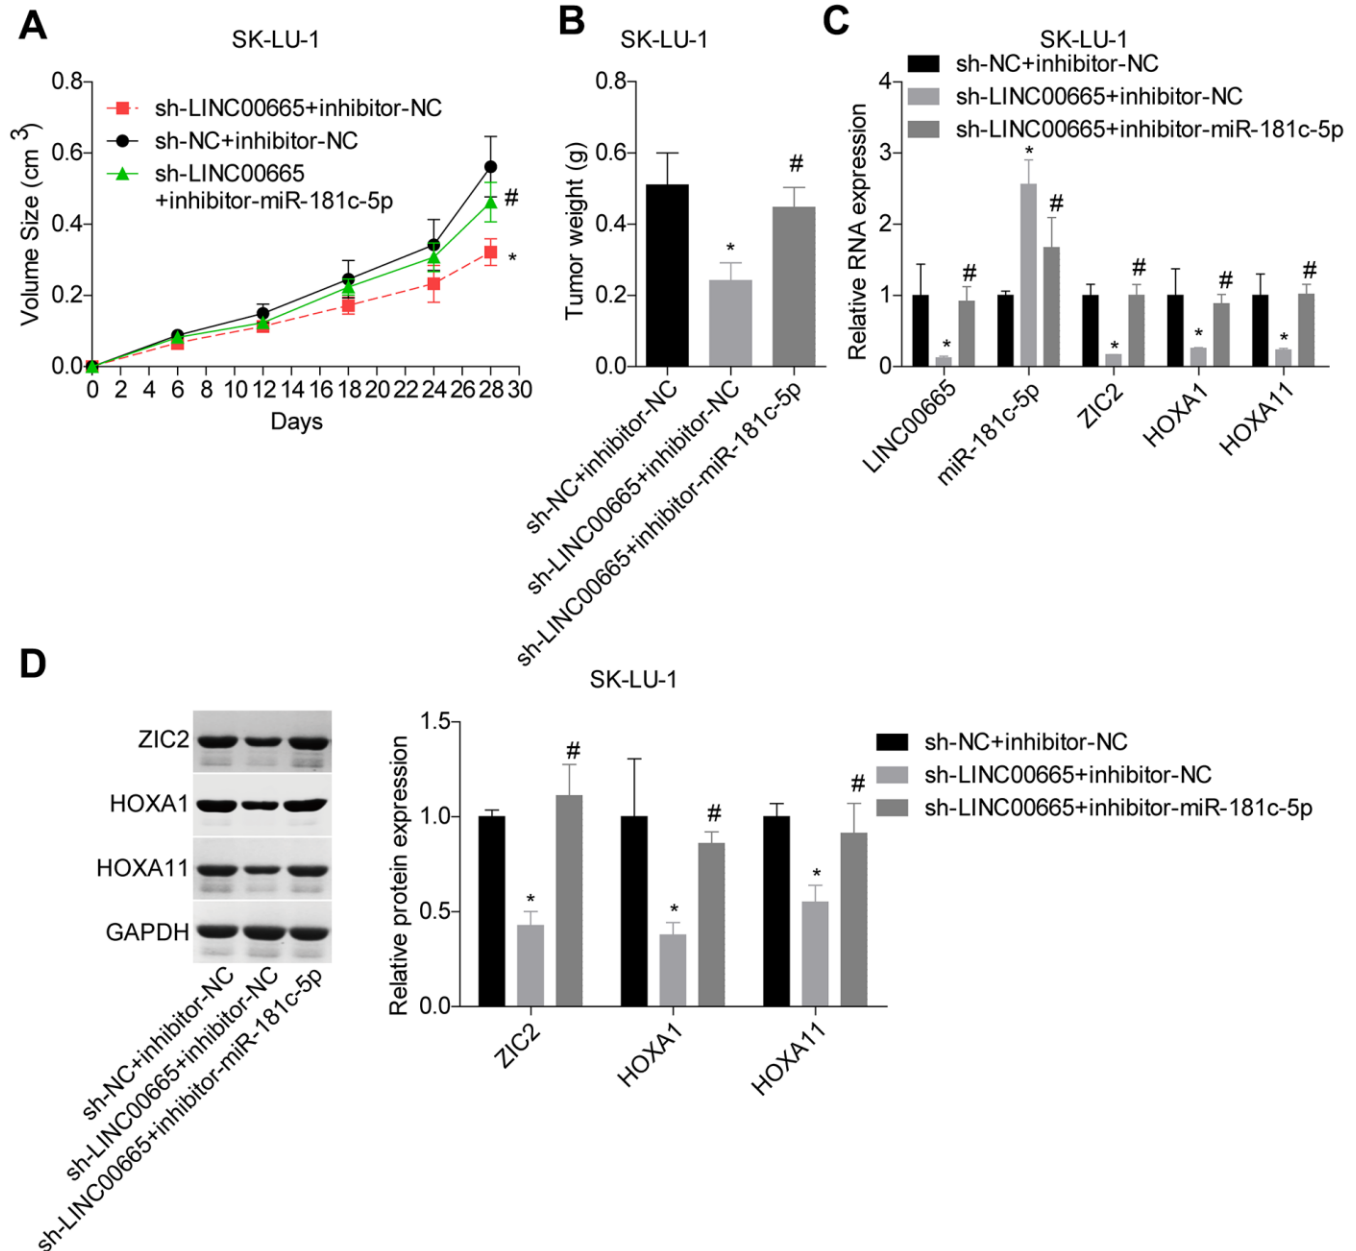 A
SK-LU-1
Volume Size (cm 3)
0.8
0.6
0.4
0.2
0.0
sh-LINC00665+inhibitor-NC
sh-NC+inhibitor-NC
sh-LINC00665
+inhibitor-miR-181c-5p
#
*
0 2 4 6 8 10 12 14 16 18 20 22 24 26 28 30
Days
B
SK-LU-1
Tumor weight (g)
0.8
0.6
0.4
0.2
0.0
*
#
sh-NC+inhibitor-NC
sh-LINC00665+inhibitor-NC
sh-LINC00665+inhibitor-miR-181c-5p
C
SK-LU-1
sh-NC+inhibitor-NC
sh-LINC00665+inhibitor-NC
sh-LINC00665+inhibitor-miR-181c-5p
Relative RNA expression
4
3
2
1
0
* # * # * # * # * #
LINC00665
miR-181c-5p
ZIC2
HOXA1
HOXA11
D
ZIC2
HOXA1
HOXA11
GAPDH
sh-NC+inhibitor-NC
sh-LINC00665+inhibitor-NC
sh-LINC00665+inhibitor-miR-181c-5p
SK-LU-1
Relative protein expression
1.5
1.0
0.5
0.0
* # * # * #
ZIC2
HOXA1
HOXA11
sh-NC+inhibitor-NC
sh-LINC00665+inhibitor-NC
sh-LINC00665+inhibitor-miR-181c-5p